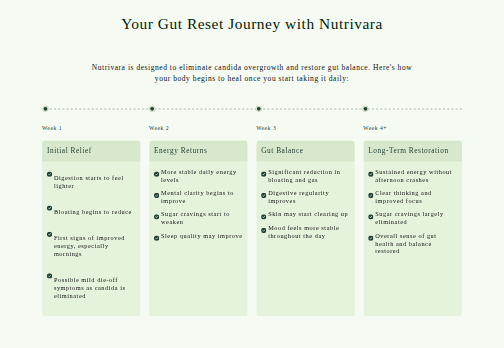 Your Gut Reset Journey with Nutrivara
Nutrivara is designed to eliminate candida overgrowth and restore gut balance. Here's how
your body begins to heal once you start taking it daily:
Week 1
Initial Relief
Digestion starts to feel
lighter
Bloating begins to reduce
First signs of improved
energy, especially
mornings
Possible mild die-off
symptoms as candida is
eliminated
Week 2
Energy Returns
More stable daily energy
levels
Mental clarity begins to
improve
Sugar cravings start to
weaken
Sleep quality may improve
Week 3
Gut Balance
Significant reduction in
bloating and gas
Digestive regularity
improves
Skin may start clearing up
Mood feels more stable
throughout the day
Week 4+
Long-Term Restoration
Sustained energy without
afternoon crashes
Clear thinking and
improved focus
Sugar cravings largely
eliminated
Overall sense of gut
health and balance
restored